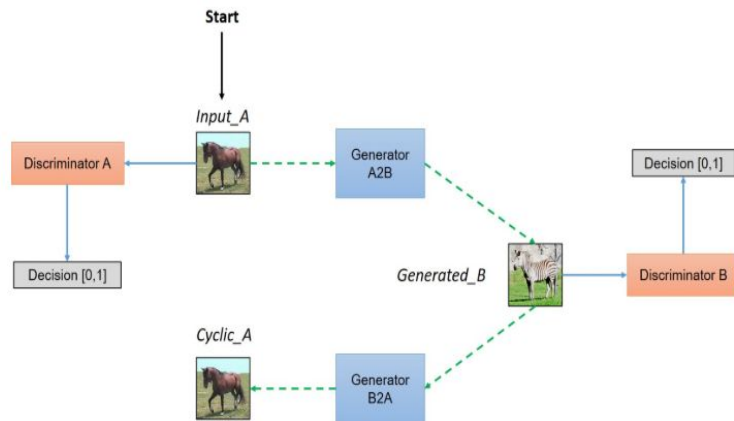 Start
Input_A
Discriminator A
Generator
A2B
Decision [0,1]
Decision [0,1]
Generated_B
Discriminator B
Cyclic_A
Generator
B2A